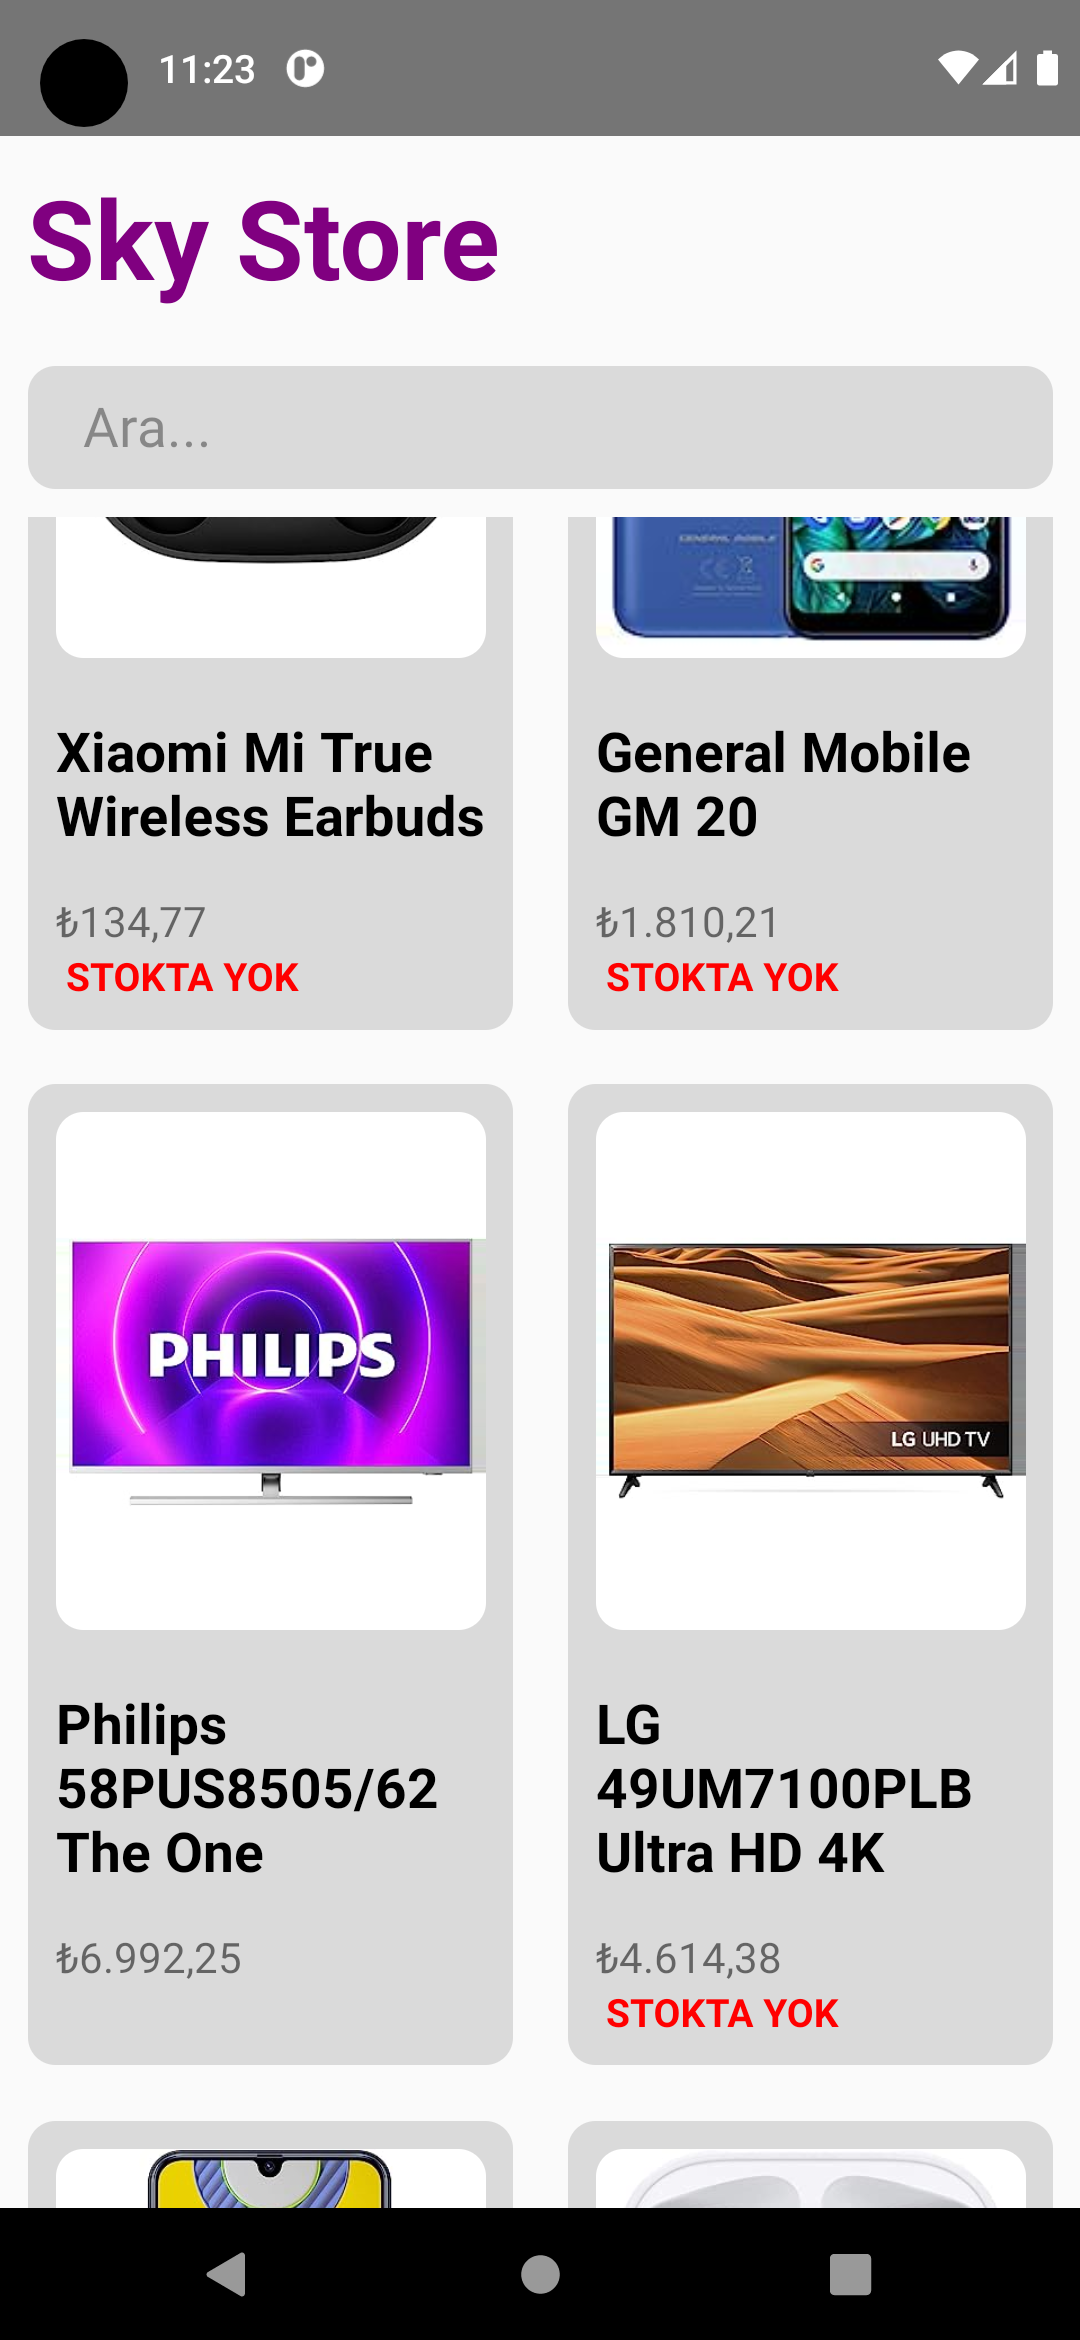 11:23
Sky Store
Ara...
GENERAL MOBILE
Xiaomi Mi True
Wireless Earbuds
₺134,77
STOKTA YOK
General Mobile
GM 20
₺1.810,21
STOKTA YOK
PHILIPS
Philips
58PUS8505/62
The One
₺6.992,25
LG UHD TV
LG
49UM7100PLB
Ultra HD 4K
₺4.614,38
STOKTA YOK